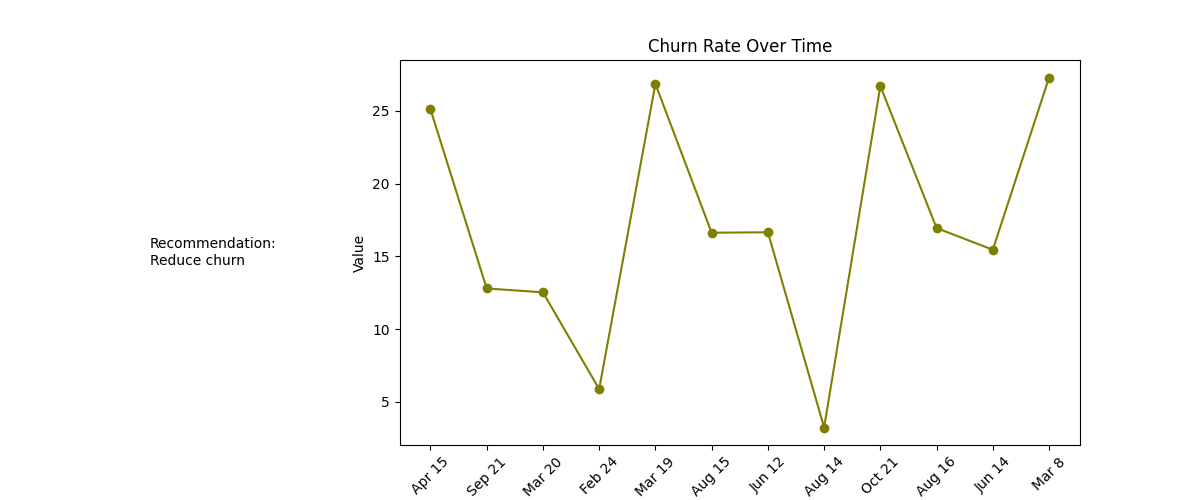 Churn Rate Over Time
Recommendation:
Reduce churn
Value
25
20
15
10
5
Apr 15
Sep 21
Mar 20
Feb 24
Mar 19
Aug 15
Jun 12
Aug 14
Oct 21
Aug 16
Jun 14
Mar 8